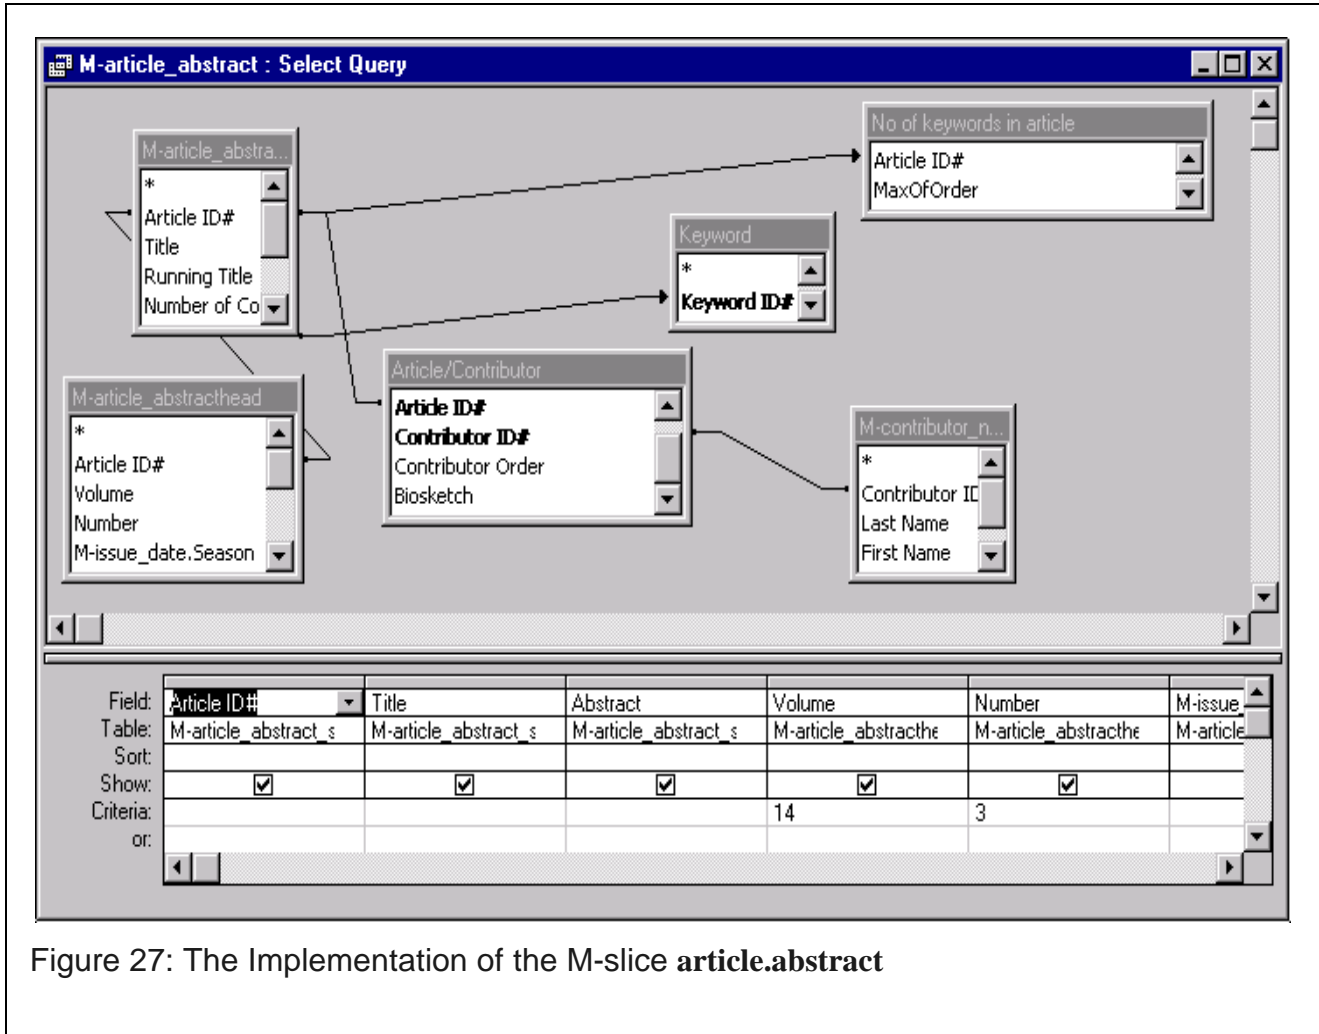 M-article_abstract : Select Query
M-article_abstra...
*
Article ID#
Title
Running Title
Number of Co
No of keywords in article
Article ID#
MaxOfOrder
Keyword
*
Keyword ID#
M-article_abstracthead
*
Article ID#
Volume
Number
M-issue_date.Season
Article/Contributor
Article ID#
Contributor ID#
Contributor Order
Biosketch
M-contributor_n...
*
Contributor ID
Last Name
First Name
Field: Article ID# Title Abstract Volume Number M-issue_
Table: M-article_abstract_s M-article_abstract_s M-article_abstract_s M-article_abstracthe M-article_abstracthe M-article
Sort:
Show:
Criteria: 14 3
or:
Figure 27: The Implementation of the M-slice article.abstract